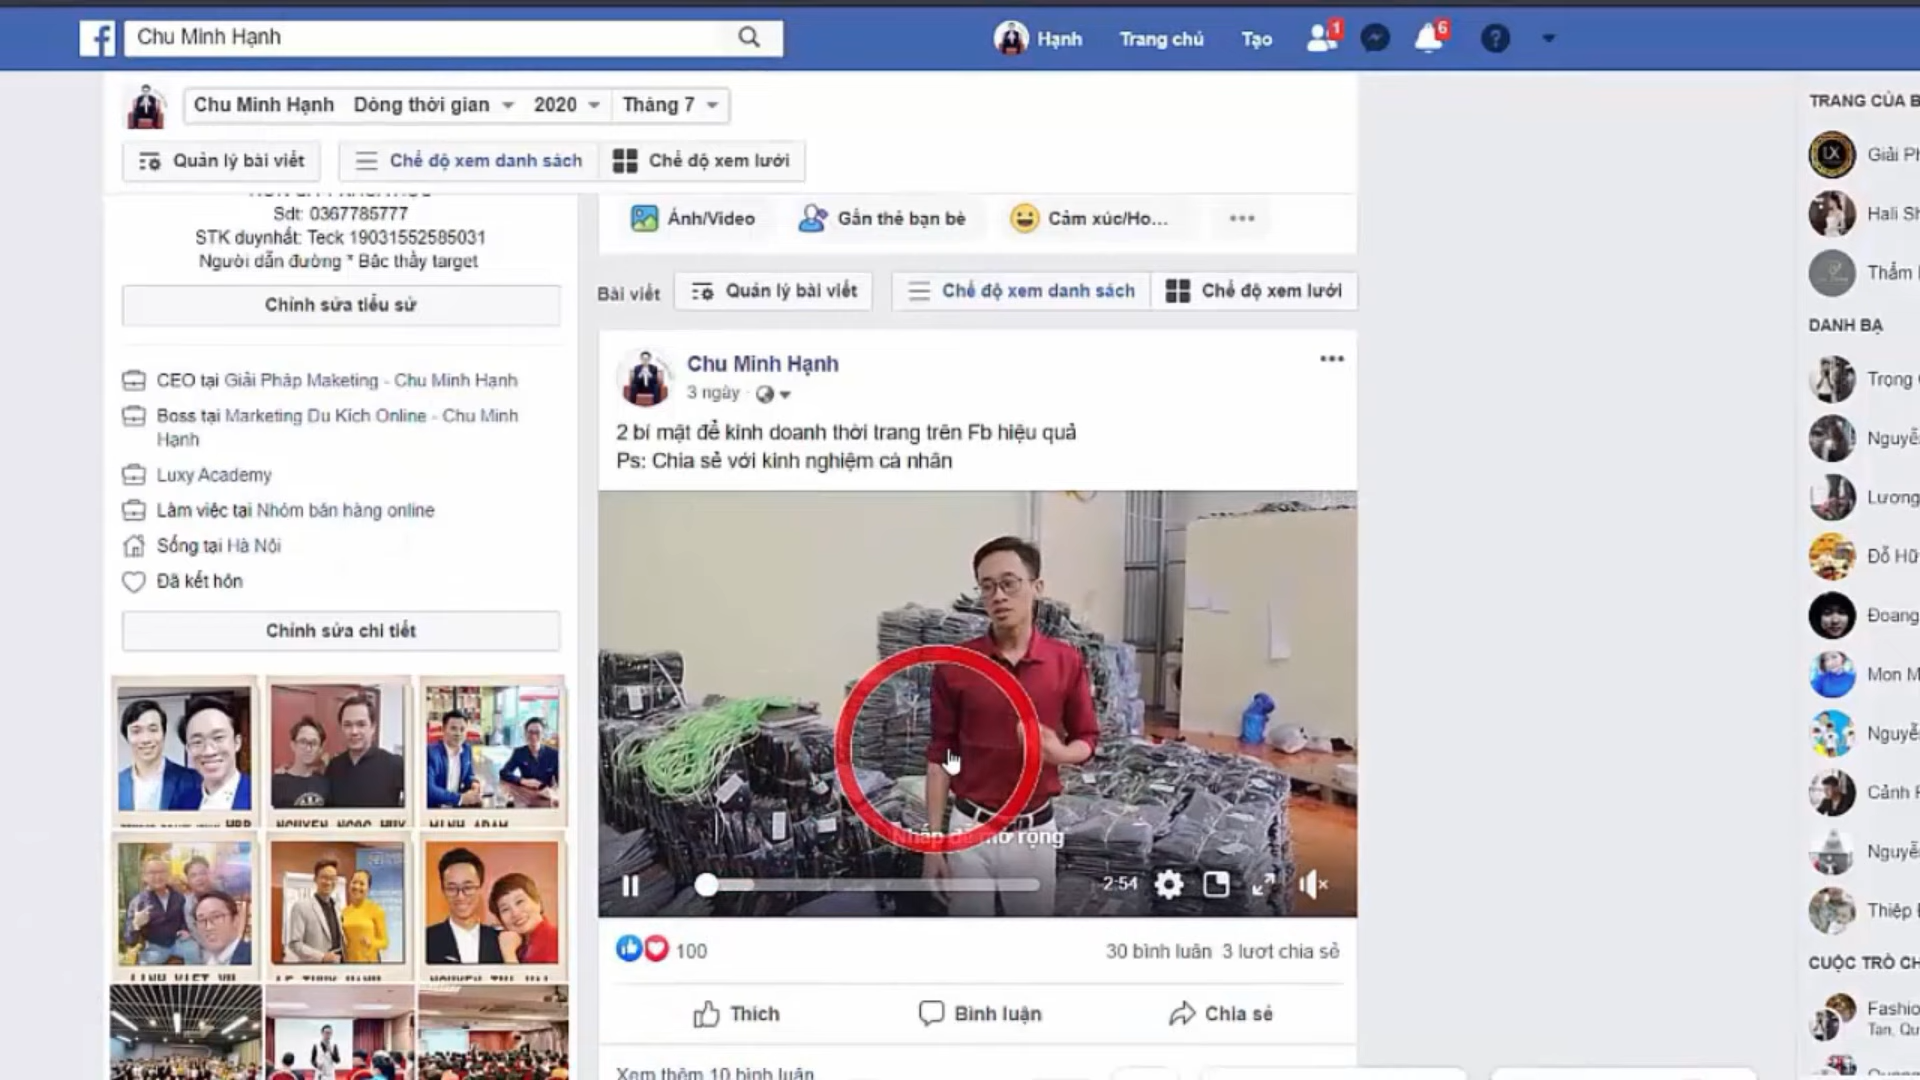 Chu Minh Hạnh
Hạnh
Trang chủ
Tạo
1
6
Chu Minh Hạnh
Dòng thời gian
2020
Tháng 7
Quản lý bài viết
Chế độ xem danh sách
Chế độ xem lưới
Sdt: 0367785777
STK duynhất: Teck 19031552585031
Người dẫn đường * Bậc thầy target
Chỉnh sửa tiểu sử
CEO tại Giải Pháp Maketing - Chu Minh Hạnh
Boss tại Marketing Du Kích Online - Chu Minh
Hạnh
Luxy Academy
Làm việc tại Nhóm bán hàng online
Sống tại Hà Nội
Đã kết hôn
Chỉnh sửa chi tiết
Ảnh/Video
Gắn thẻ bạn bè
Cảm xúc/Ho...
Bài viết
Quản lý bài viết
Chế độ xem danh sách
Chế độ xem lưới
Chu Minh Hạnh
3 ngày
2 bí mật để kinh doanh thời trang trên Fb hiệu quả
Ps: Chia sẻ với kinh nghiệm cá nhân
Nhấp để mở rộng
-2:54
100
30 bình luận 3 lượt chia sẻ
Thích
Bình luận
Chia sẻ
Xem thêm 10 bình luận
TRANG CỦA B
Giải Ph
Hali Sh
Thẩm
DANH BẠ
Trọng
Nguyễ
Lương
Đỗ Hữ
Đoang
Mon M
Nguyễ
Cảnh
Nguyễ
Thiệp
CUỘC TRÒ CH
Fashio
Tan, Qu